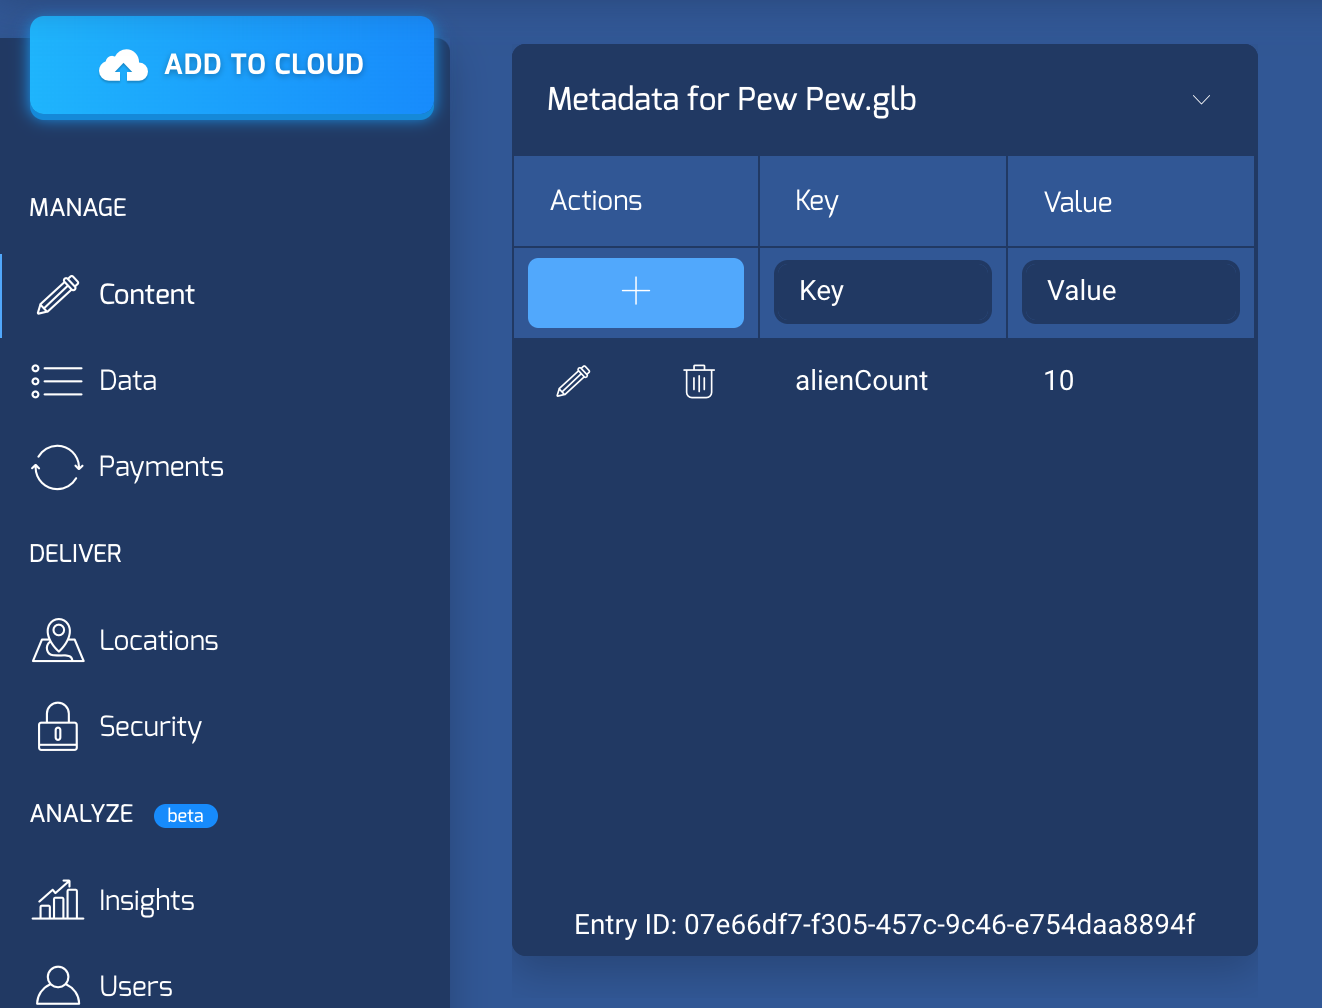 ADD TO CLOUD
MANAGE
Content
Data
Payments
DELIVER
Locations
Security
ANALYZE beta
Insights
Users
Metadata for Pew Pew.glb
Actions Key Value
Key Value
alienCount 10
Entry ID: 07e66df7-f305-457c-9c46-e754daa8894f